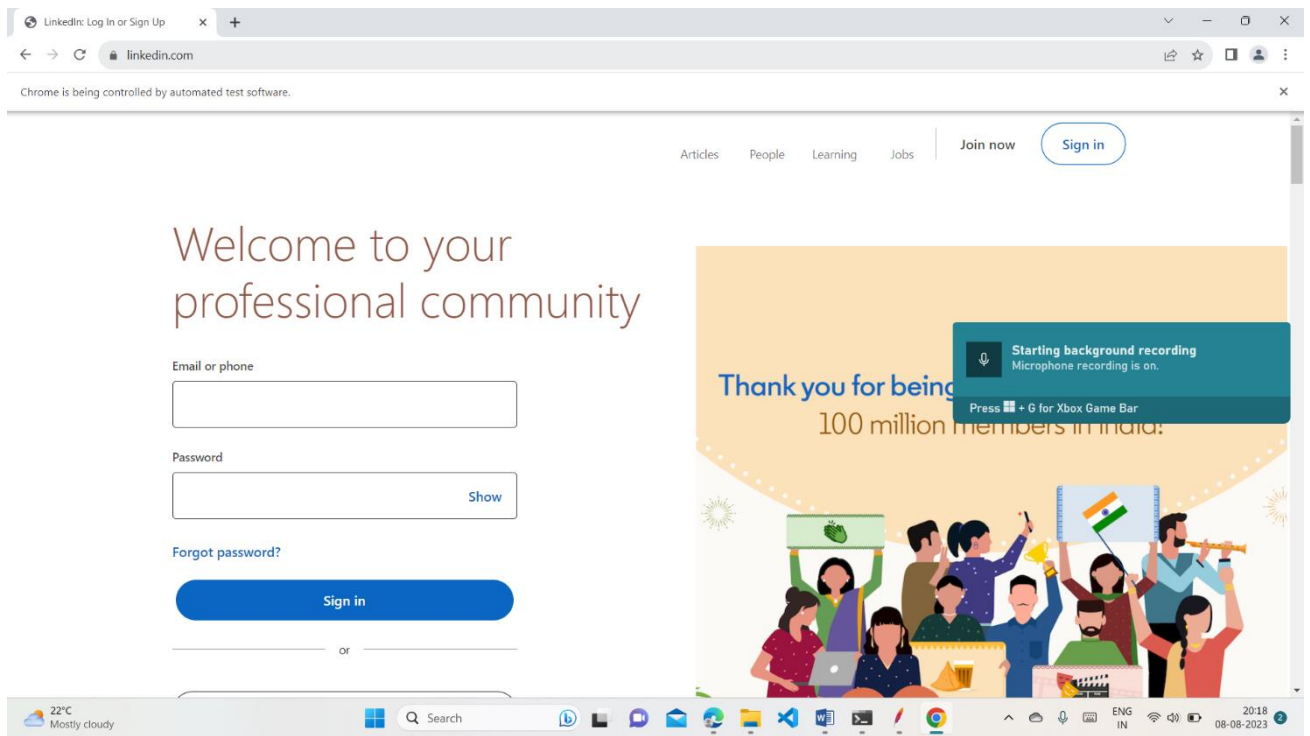 LinkedIn: Log In or Sign Up
linkedin.com
Chrome is being controlled by automated test software.
Articles People Learning Jobs Join now Sign in
Welcome to your
professional community
Email or phone
Password
Show
Forgot password?
Sign in
or
Thank you for being
100 million members in India!
Starting background recording
Microphone recording is on.
Press + G for Xbox Game Bar
22°C
Mostly cloudy
Search
ENG
IN
20:18
08-08-2023
2